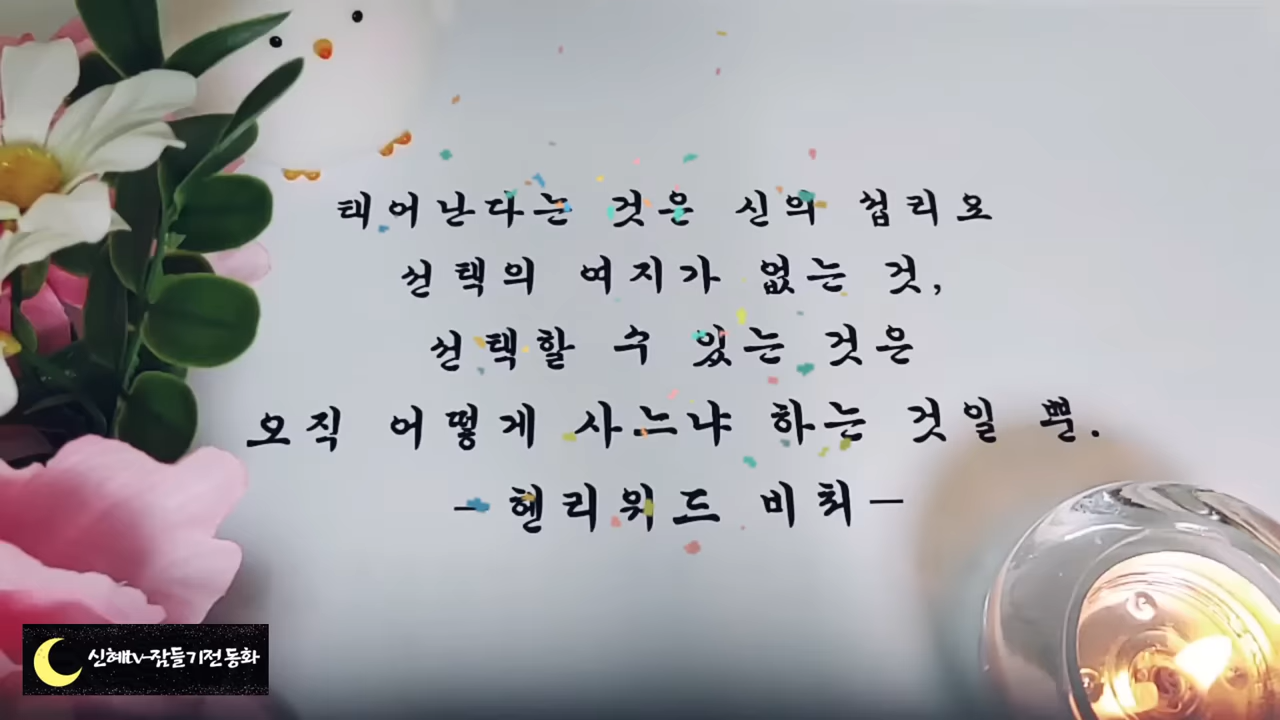 태어난다는 것은 신의 섭리요
선택의 여지가 없는 것,
선택할 수 있는 것은
오직 어떻게 사느냐 하는 것일 뿐.
- 헨리위드 비취-
신혜tv-잠들기전동화